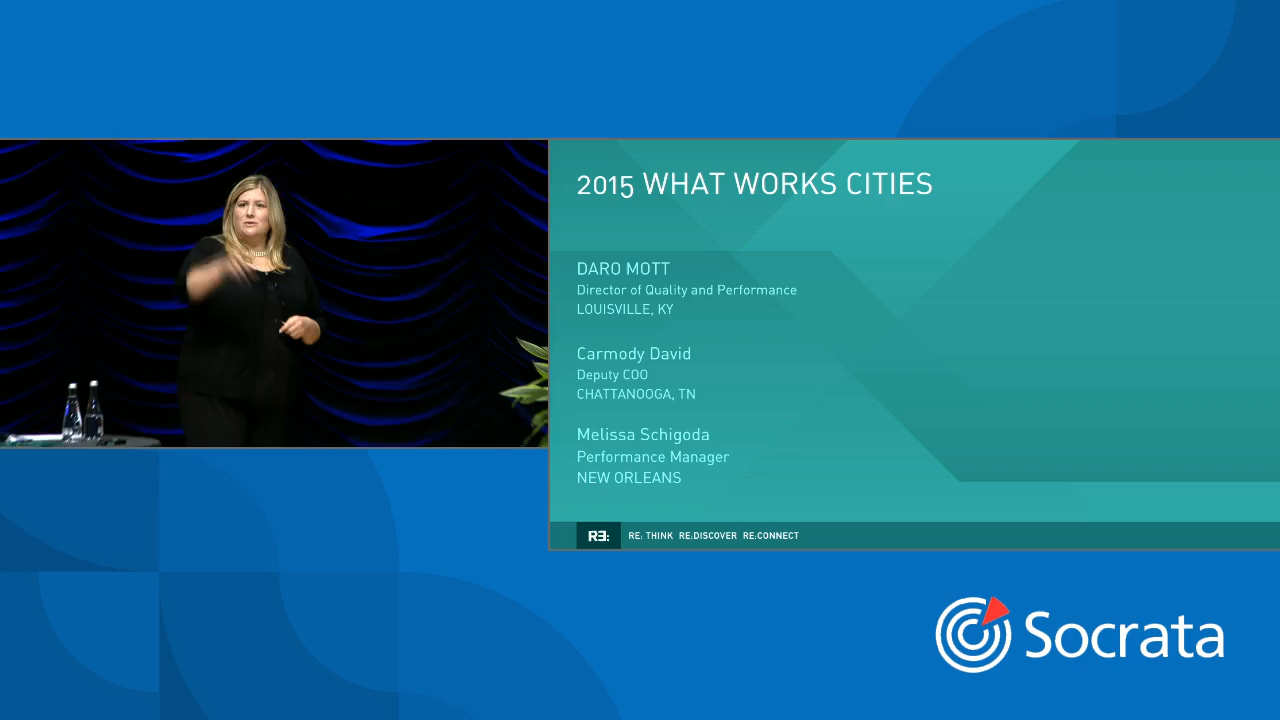 2015 WHAT WORKS CITIES
DARO MOTT
Director of Quality and Performance
LOUISVILLE, KY
Carmody David
Deputy COO
CHATTANOOGA, TN
Melissa Schigoda
Performance Manager
NEW ORLEANS
RE: RE: THINK RE:DISCOVER RE:CONNECT
Socrata